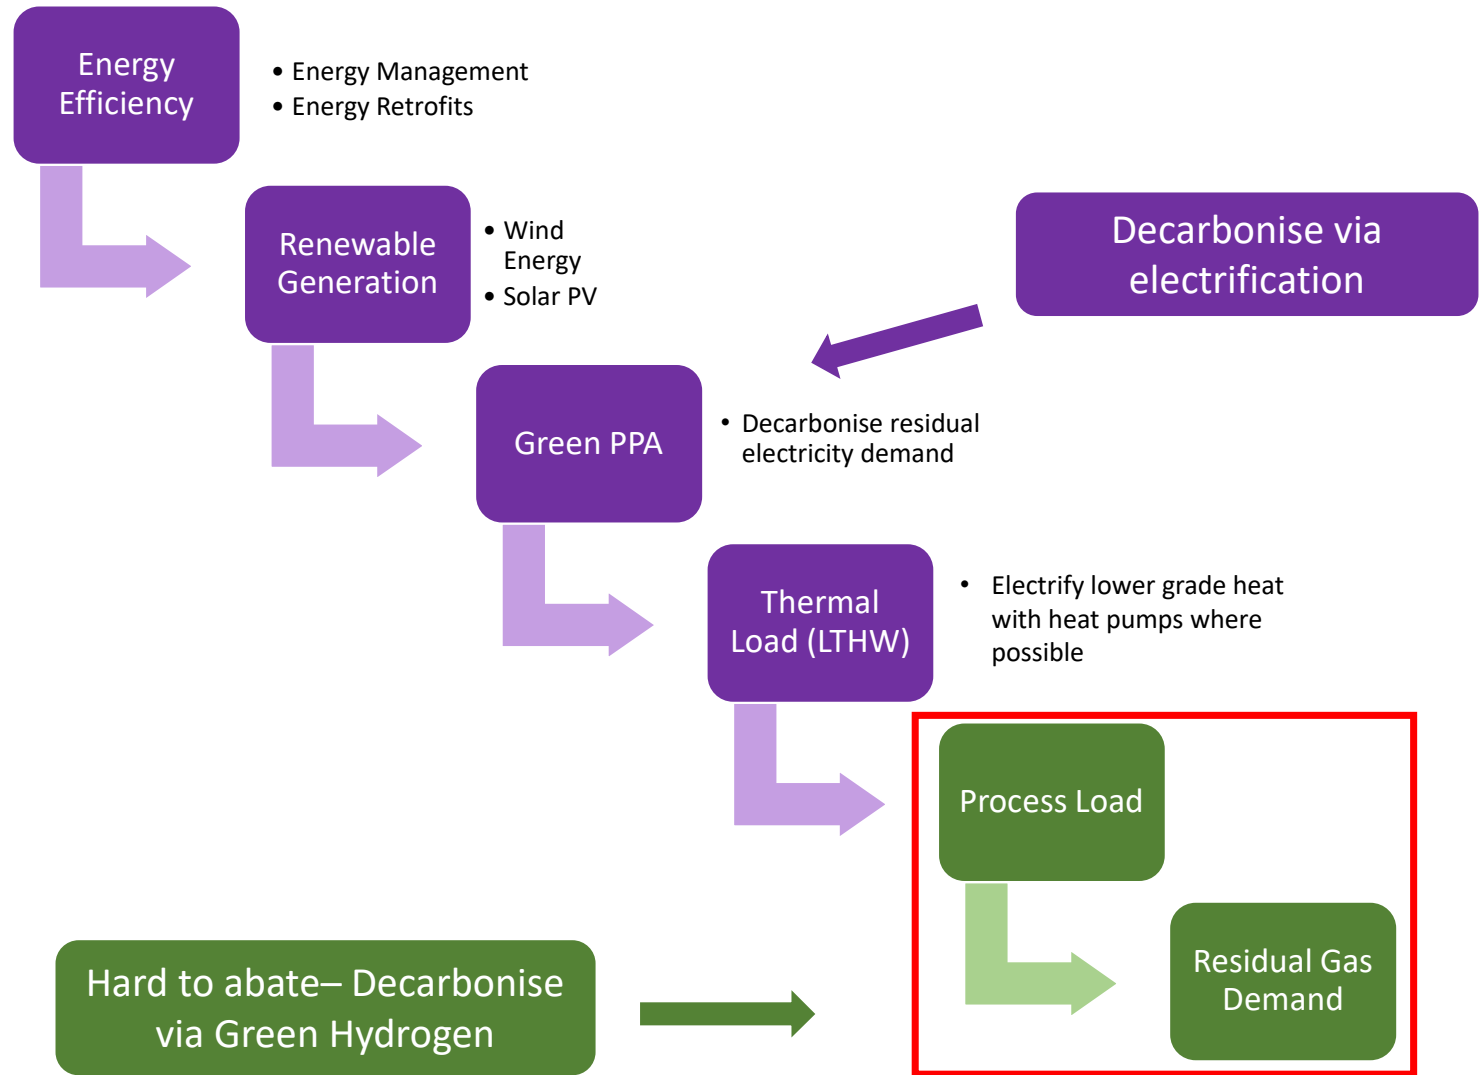 Energy
Efficiency
• Energy Management
• Energy Retrofits
Renewable
Generation
• Wind
Energy
• Solar PV
Decarbonise via
electrification
Green PPA
• Decarbonise residual
electricity demand
Thermal
Load (LTHW)
• Electrify lower grade heat
with heat pumps where
possible
Process Load
Residual Gas
Demand
Hard to abate– Decarbonise
via Green Hydrogen